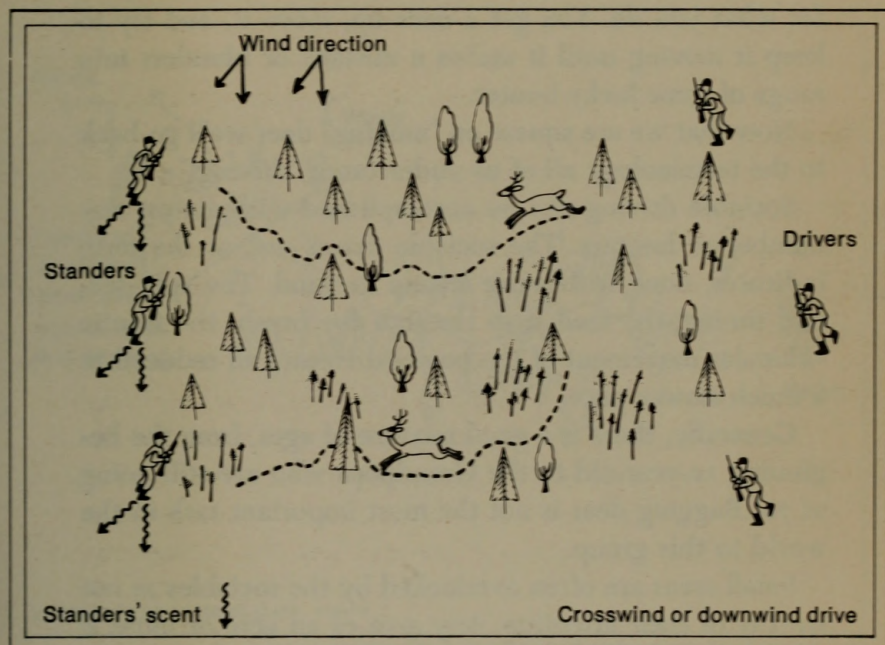 Wind direction
Drivers
Standers
Standers' scent
Crosswind or downwind drive